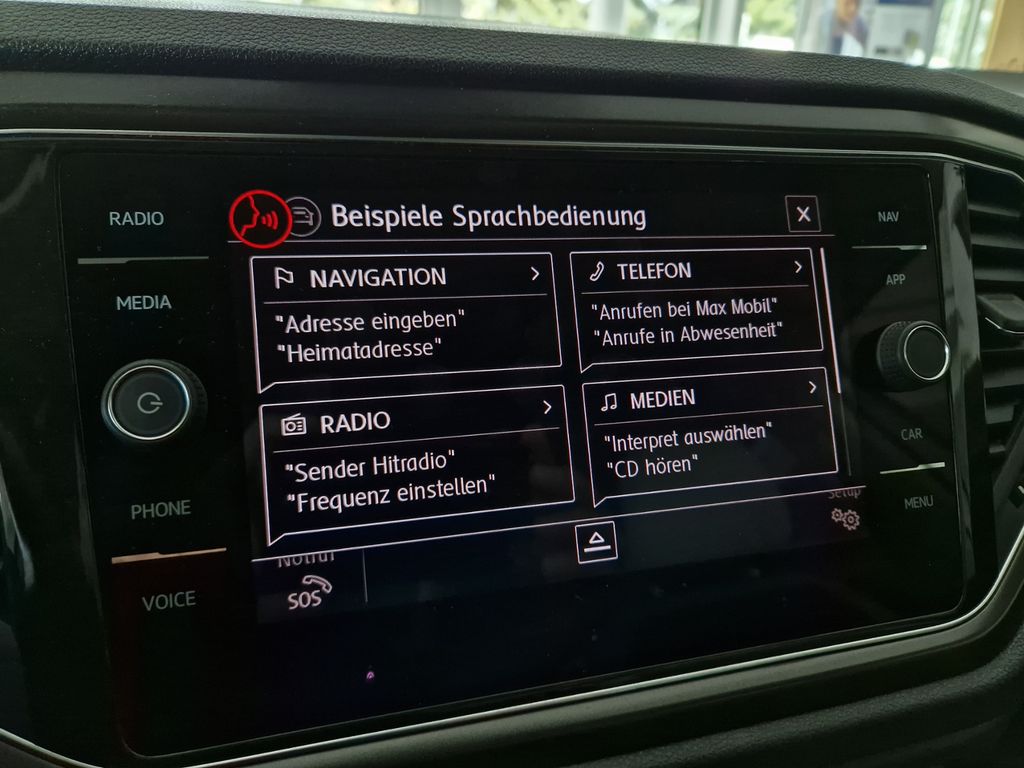 RADIO
MEDIA
PHONE
VOICE
Beispiele Sprachbedienung
X
NAVIGATION
"Adresse eingeben"
"Heimatadresse"
TELEFON
"Anrufen bei Max Mobil"
"Anrufe in Abwesenheit"
RADIO
"Sender Hitradio"
"Frequenz einstellen"
MEDIEN
"Interpret auswählen"
"CD hören"
Notruf
SOS
Setup
NAV
APP
CAR
MENU